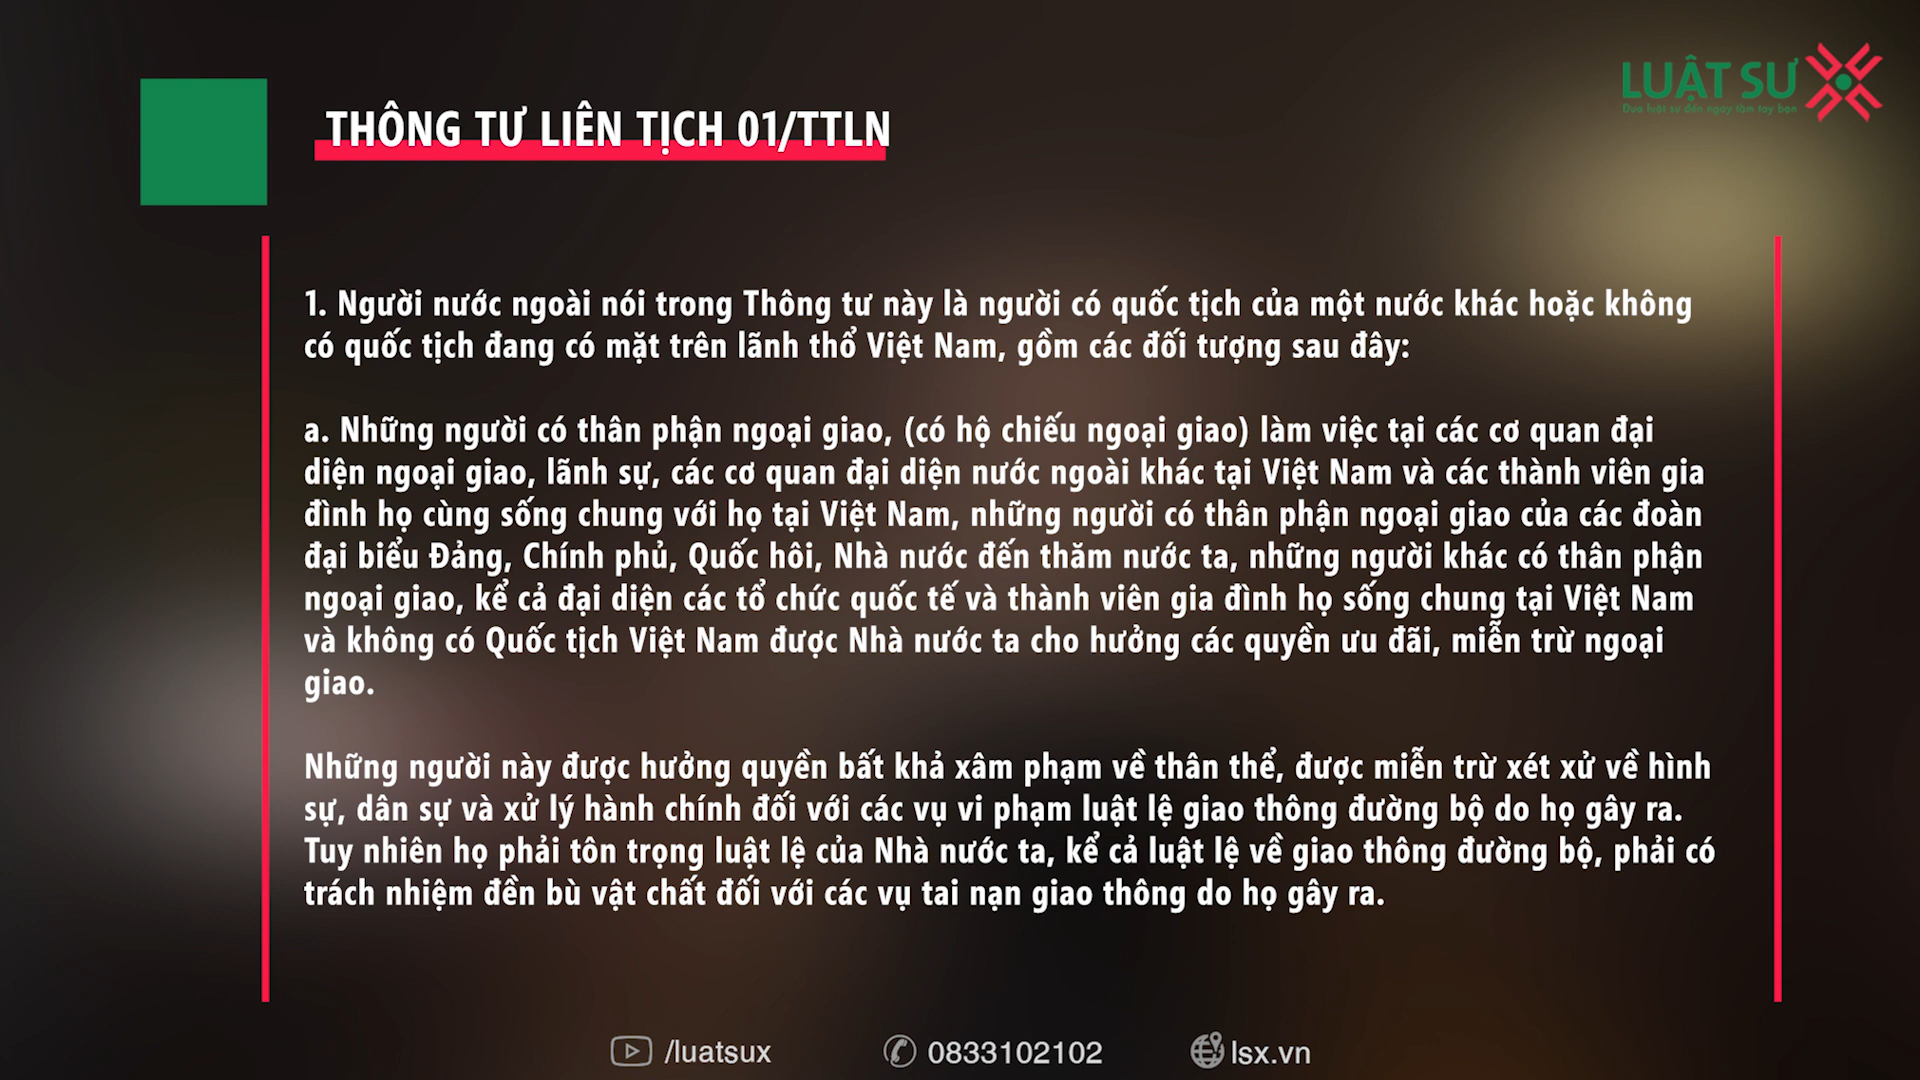 LUẬT SƯ
Đưa luật sư đến ngay tầm tay bạn
THÔNG TƯ LIÊN TỊCH 01/TTLN
1. Người nước ngoài nói trong Thông tư này là người có quốc tịch của một nước khác hoặc không
có quốc tịch đang có mặt trên lãnh thổ Việt Nam, gồm các đối tượng sau đây:
a. Những người có thân phận ngoại giao, (có hộ chiếu ngoại giao) làm việc tại các cơ quan đại
diện ngoại giao, lãnh sự, các cơ quan đại diện nước ngoài khác tại Việt Nam và các thành viên gia
đình họ cùng sống chung với họ tại Việt Nam, những người có thân phận ngoại giao của các đoàn
đại biểu Đảng, Chính phủ, Quốc hôi, Nhà nước đến thăm nước ta, những người khác có thân phận
ngoại giao, kể cả đại diện các tổ chức quốc tế và thành viên gia đình họ sống chung tại Việt Nam
và không có Quốc tịch Việt Nam được Nhà nước ta cho hưởng các quyền ưu đãi, miễn trừ ngoại
giao.
Những người này được hưởng quyền bất khả xâm phạm về thân thể, được miễn trừ xét xử về hình
sự, dân sự và xử lý hành chính đối với các vụ vi phạm luật lệ giao thông đường bộ do họ gây ra.
Tuy nhiên họ phải tôn trọng luật lệ của Nhà nước ta, kể cả luật lệ về giao thông đường bộ, phải có
trách nhiệm đền bù vật chất đối với các vụ tai nạn giao thông do họ gây ra.
/luatsux
0833102102
lsx.vn